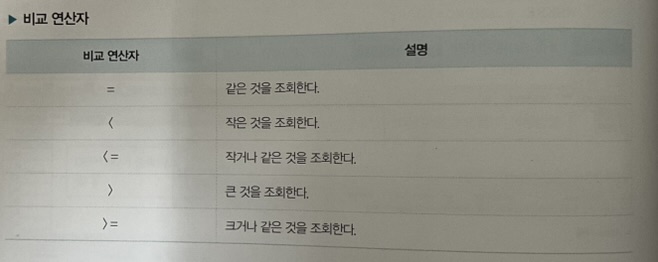 ▶ 비교 연산자
비교 연산자 설명
= 같은 것을 조회한다.
< 작은 것을 조회한다.
<= 작거나 같은 것을 조회한다.
> 큰 것을 조회한다.
>= 크거나 같은 것을 조회한다.